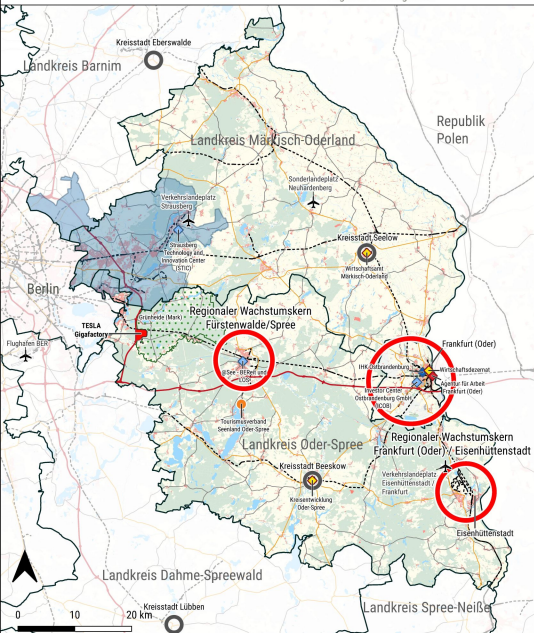 Kreisstadt Eberswalde
Landkreis Barnim
Republik
Polen
Landkreis Märkisch-Oderland
Sonderlandeplatz
Neuhardenberg
Verkehrslandeplatz
Strausberg
Strausberg
Technology and
Innovation Center
(STIC)
Kreisstadt Seelow
Wirtschaftsamt
Märkisch-Oderland
Berlin
Grünheide (Mark)
Regionaler Wachstumskern
Fürstenwalde/Spree
TESLA
Gigafactory
Flughafen BER
Frankfurt (Oder)
IHK Ostbrandenburg
Wirtschaftsdezernat
Agentur für Arbeit
Frankfurt (Oder)
Investor Center
Ostbrandenburg GmbH
(ICOB)
Tourismusverband
Seenland Oder-Spree
Landkreis Oder-Spree
Regionaler Wachstumskern
Frankfurt (Oder) / Eisenhüttenstadt
Kreisstadt Beeskow
Kreisentwicklung
Oder-Spree
Verkehrslandeplatz
Eisenhüttenstadt /
Frankfurt
Eisenhüttenstadt
Landkreis Dahme-Spreewald
Kreisstadt Lübben
Landkreis Spree-Neiße
0 10 20 km